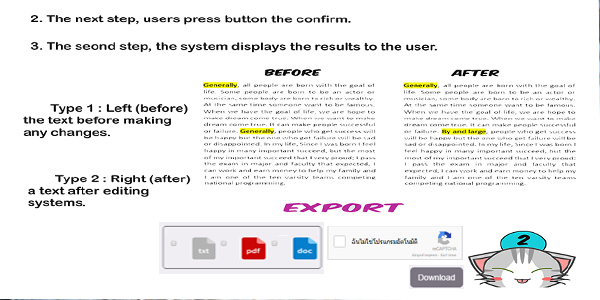 2. The next step, users press button the confirm.
3. The seond step, the system displays the results to the user.
BEFORE
AFTER
Type 1 : Left (before)
the text before making
any changes.
Type 2 : Right (after)
a text after editing
systems.
Generally, all people are born with the goal of
life. Some people are born to be an actor or
musician, some body are born to rich or wealthy.
At the same time someone want to be famous.
When we have the goal of life, we are hope to
make dream come true. When we want to make
dream come true. It can make people successful
or failure. Generally, people who get success will
be happy but the one who get failure will be sad
or disappointed. In my life, Since I was born I feel
happy in many important succeed, but the most
of my important succeed that I very proud; I pass
the exam in major and faculty that expected, I
can work and earn money to help my family and
I am one of the ten varsity teams competing
national programming.
Generally, all people are born with the goal of
life. Some people are born to be an actor or
musician, some body are born to rich or wealthy.
At the same time someone want to be famous.
When we have the goal of life, we are hope to
make dream come true. When we want to make
dream come true. It can make people successful
or failure. By and large, people who get success
will be happy but the one who get failure will be
sad or disappointed. In my life, Since I was born I
feel happy in many important succeed, but the
most of my important succeed that I very proud;
I pass the exam in major and faculty that
expected, I can work and earn money to help my
family and I am one of the ten varsity teams
competing national programming.
EXPORT
txt
pdf
doc
ฉันไม่ใช่โปรแกรมอัตโนมัติ
reCAPTCHA
Download
2